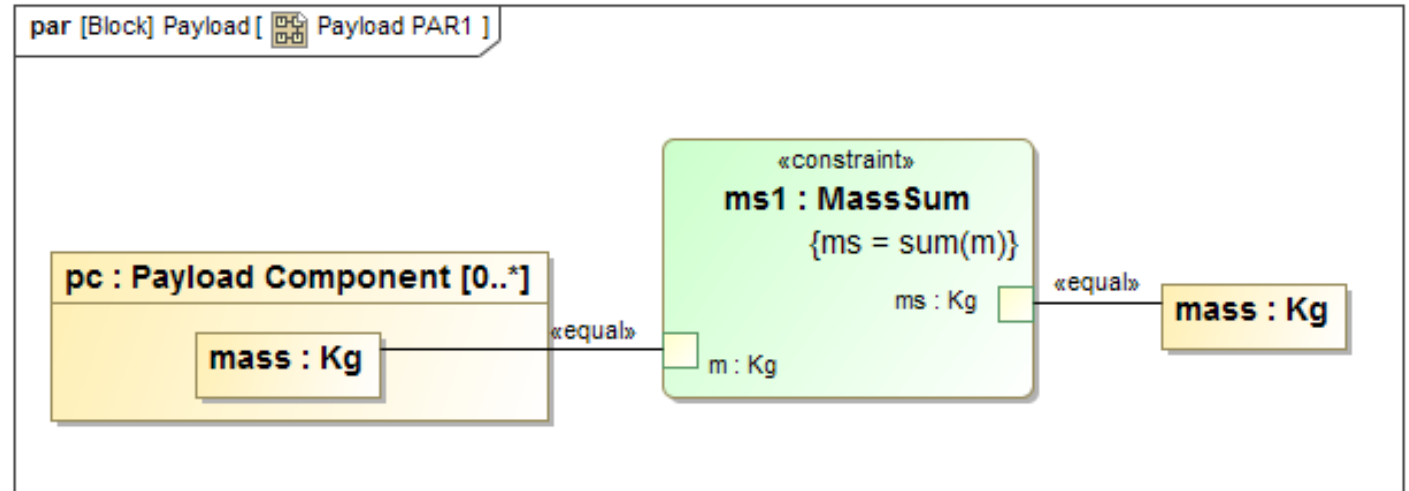 par [Block] Payload [ Payload PAR1 ]
«constraint»
ms1 : MassSum
{ms = sum(m)}
pc : Payload Component [0..*]
ms : Kg
«equal»
mass : Kg
«equal»
mass : Kg
m : Kg